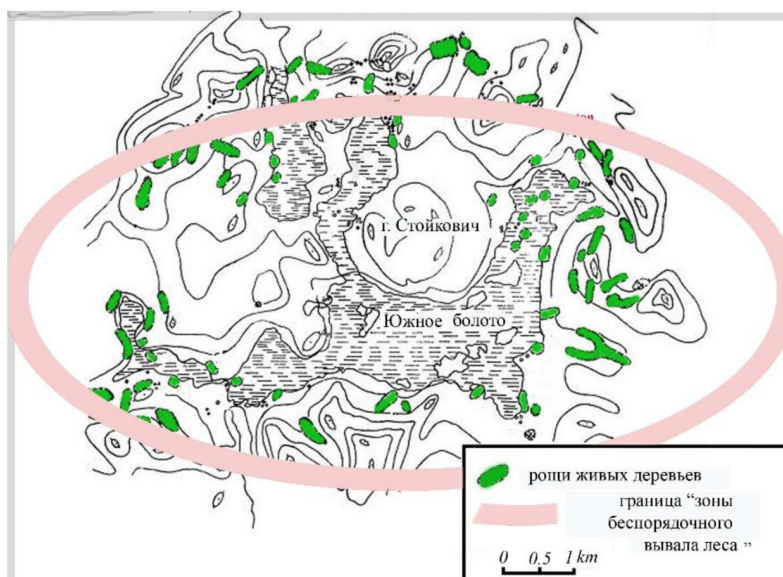 г. Стойкович
Южное болото
рощи живых деревьев
граница “зоны
беспорядочного
вывала леса”
0 0.5 1 km